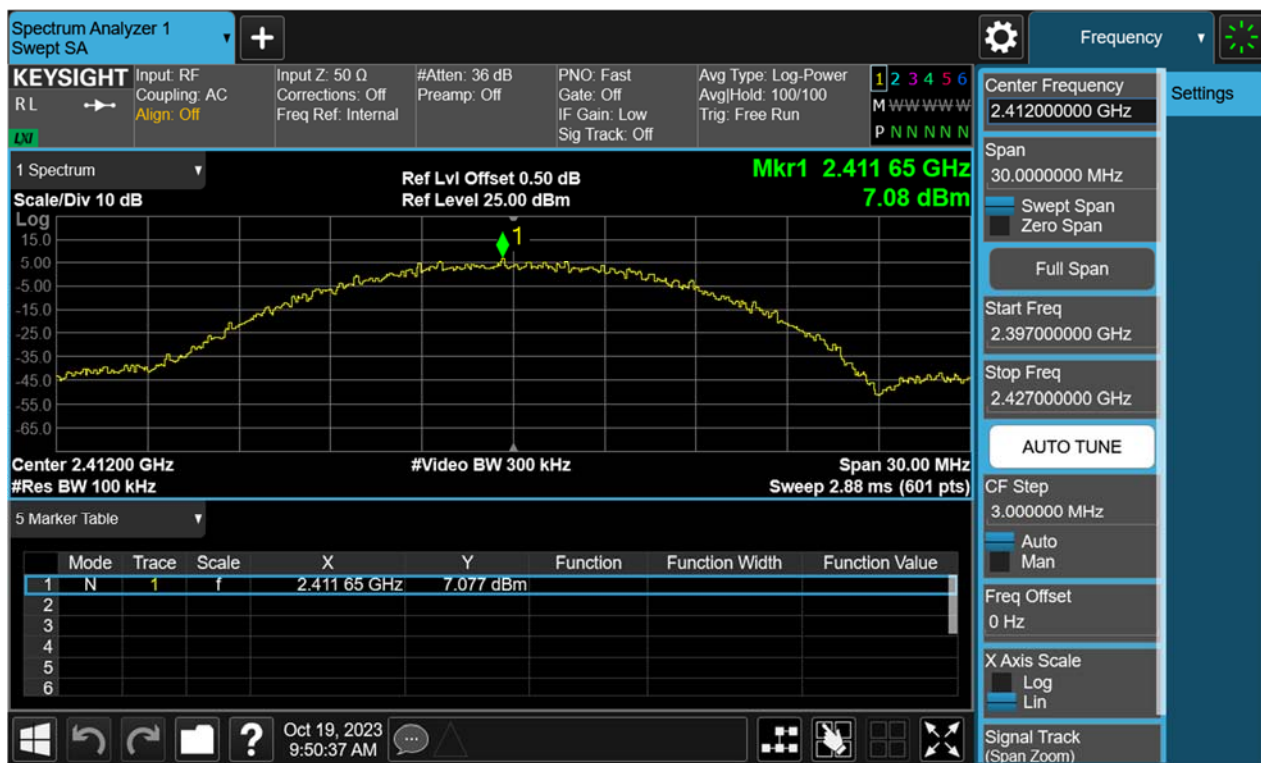 Spectrum Analyzer 1
Swept SA
Frequency
KEYSIGHT
RL
LXI
Input: RF
Coupling: AC
Align: Off
Input Z: 50 Ω
Corrections: Off
Freq Ref: Internal
#Atten: 36 dB
Preamp: Off
PNO: Fast
Gate: Off
IF Gain: Low
Sig Track: Off
Avg Type: Log-Power
Avg|Hold: 100/100
Trig: Free Run
1 2 3 4 5 6
M W W W W W
P N N N N N
1 Spectrum
Scale/Div 10 dB
Ref Lvl Offset 0.50 dB
Ref Level 25.00 dBm
Mkr1 2.411 65 GHz
7.08 dBm
Log
15.0
5.00
-5.00
-15.0
-25.0
-35.0
-45.0
-55.0
-65.0
1
Center 2.41200 GHz
#Video BW 300 kHz
Span 30.00 MHz
#Res BW 100 kHz
Sweep 2.88 ms (601 pts)
5 Marker Table
Mode Trace Scale X Y Function Function Width Function Value
1 N 1 f 2.411 65 GHz 7.077 dBm
2
3
4
5
6
Oct 19, 2023
9:50:37 AM
Center Frequency
2.412000000 GHz
Settings
Span
30.0000000 MHz
Swept Span
Zero Span
Full Span
Start Freq
2.397000000 GHz
Stop Freq
2.427000000 GHz
AUTO TUNE
CF Step
3.000000 MHz
Auto
Man
Freq Offset
0 Hz
X Axis Scale
Log
Lin
Signal Track
(Span Zoom)